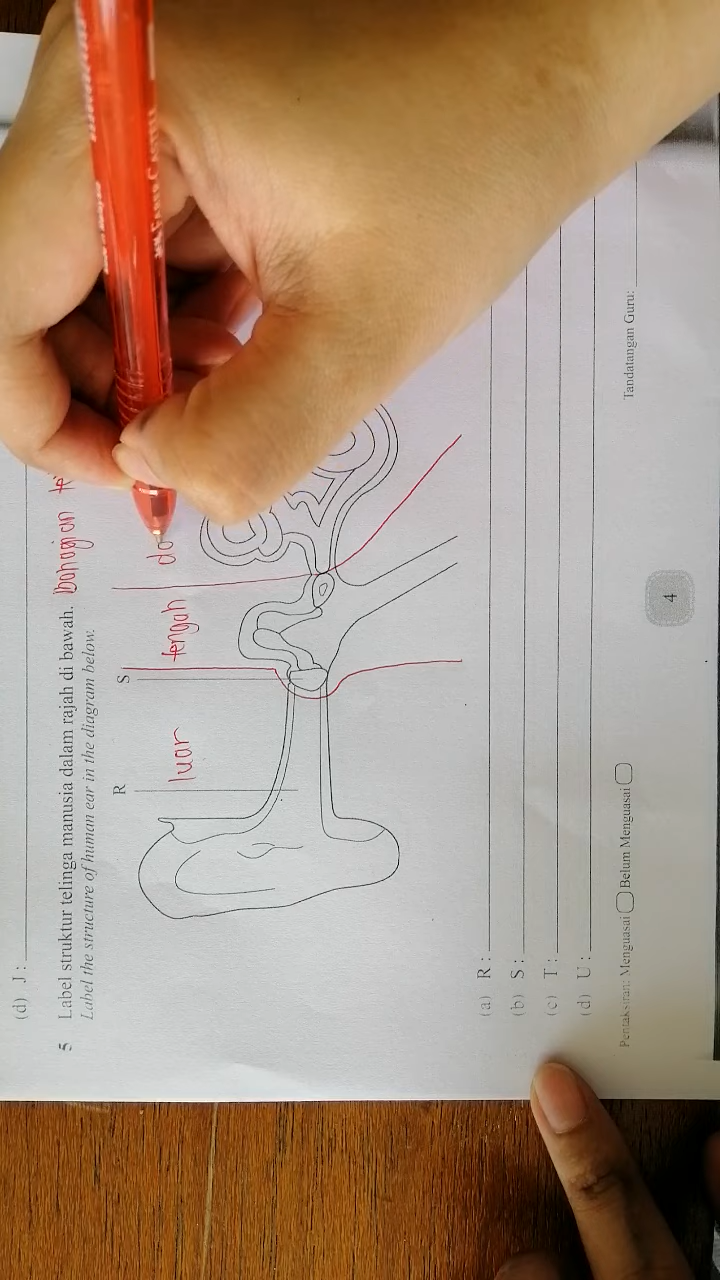 (d) J :
5 Label struktur telinga manusia dalam rajah di bawah. bahagian
Label the structure of human ear in the diagram below.
R S
luar tengah
(a) R :
(b) S :
(c) T :
(d) U :
Pentaksiran: Menguasai Belum Menguasai Tandatangan Guru:
4